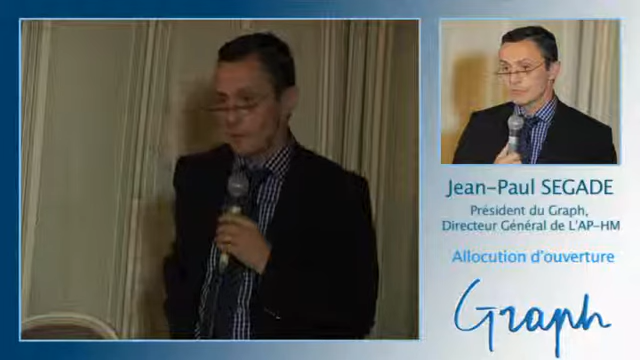 Jean-Paul SEGADE
Président du Graph,
Directeur Général de L'AP-HM
Allocution d'ouverture
Graph